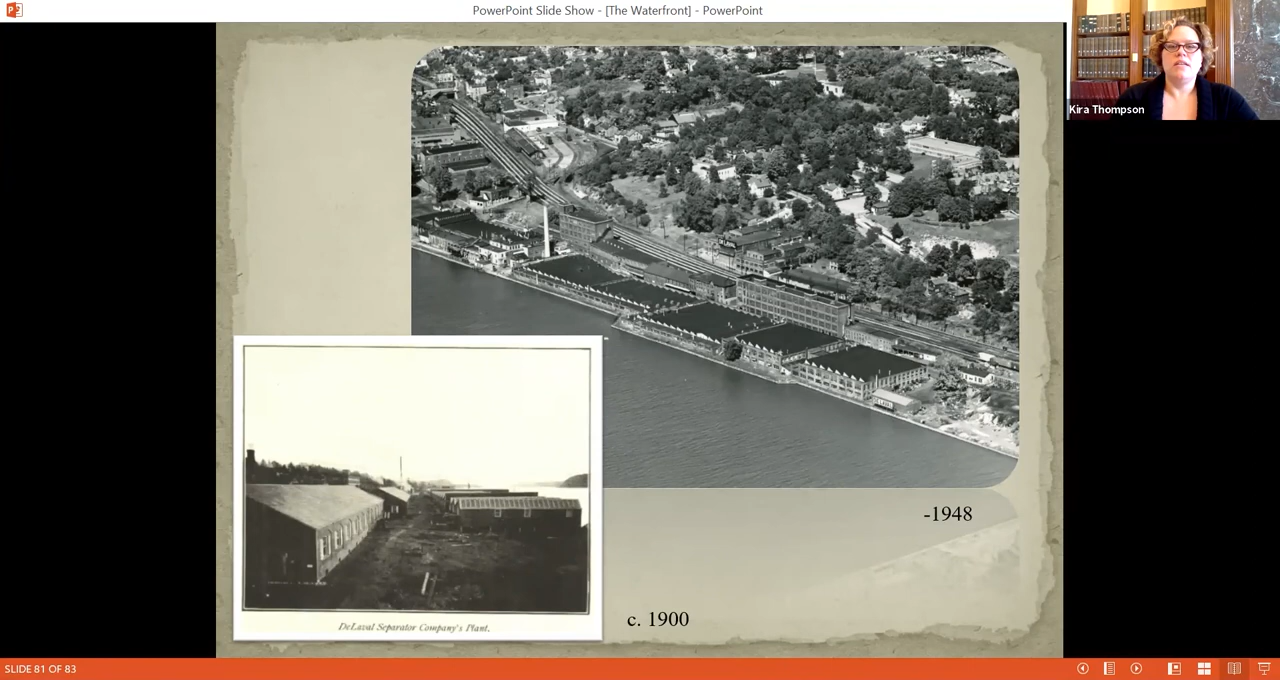 PowerPoint Slide Show - [The Waterfront] - PowerPoint
Kira Thompson
-1948
DeLaval Separator Company's Plant.
c. 1900
SLIDE 81 OF 83